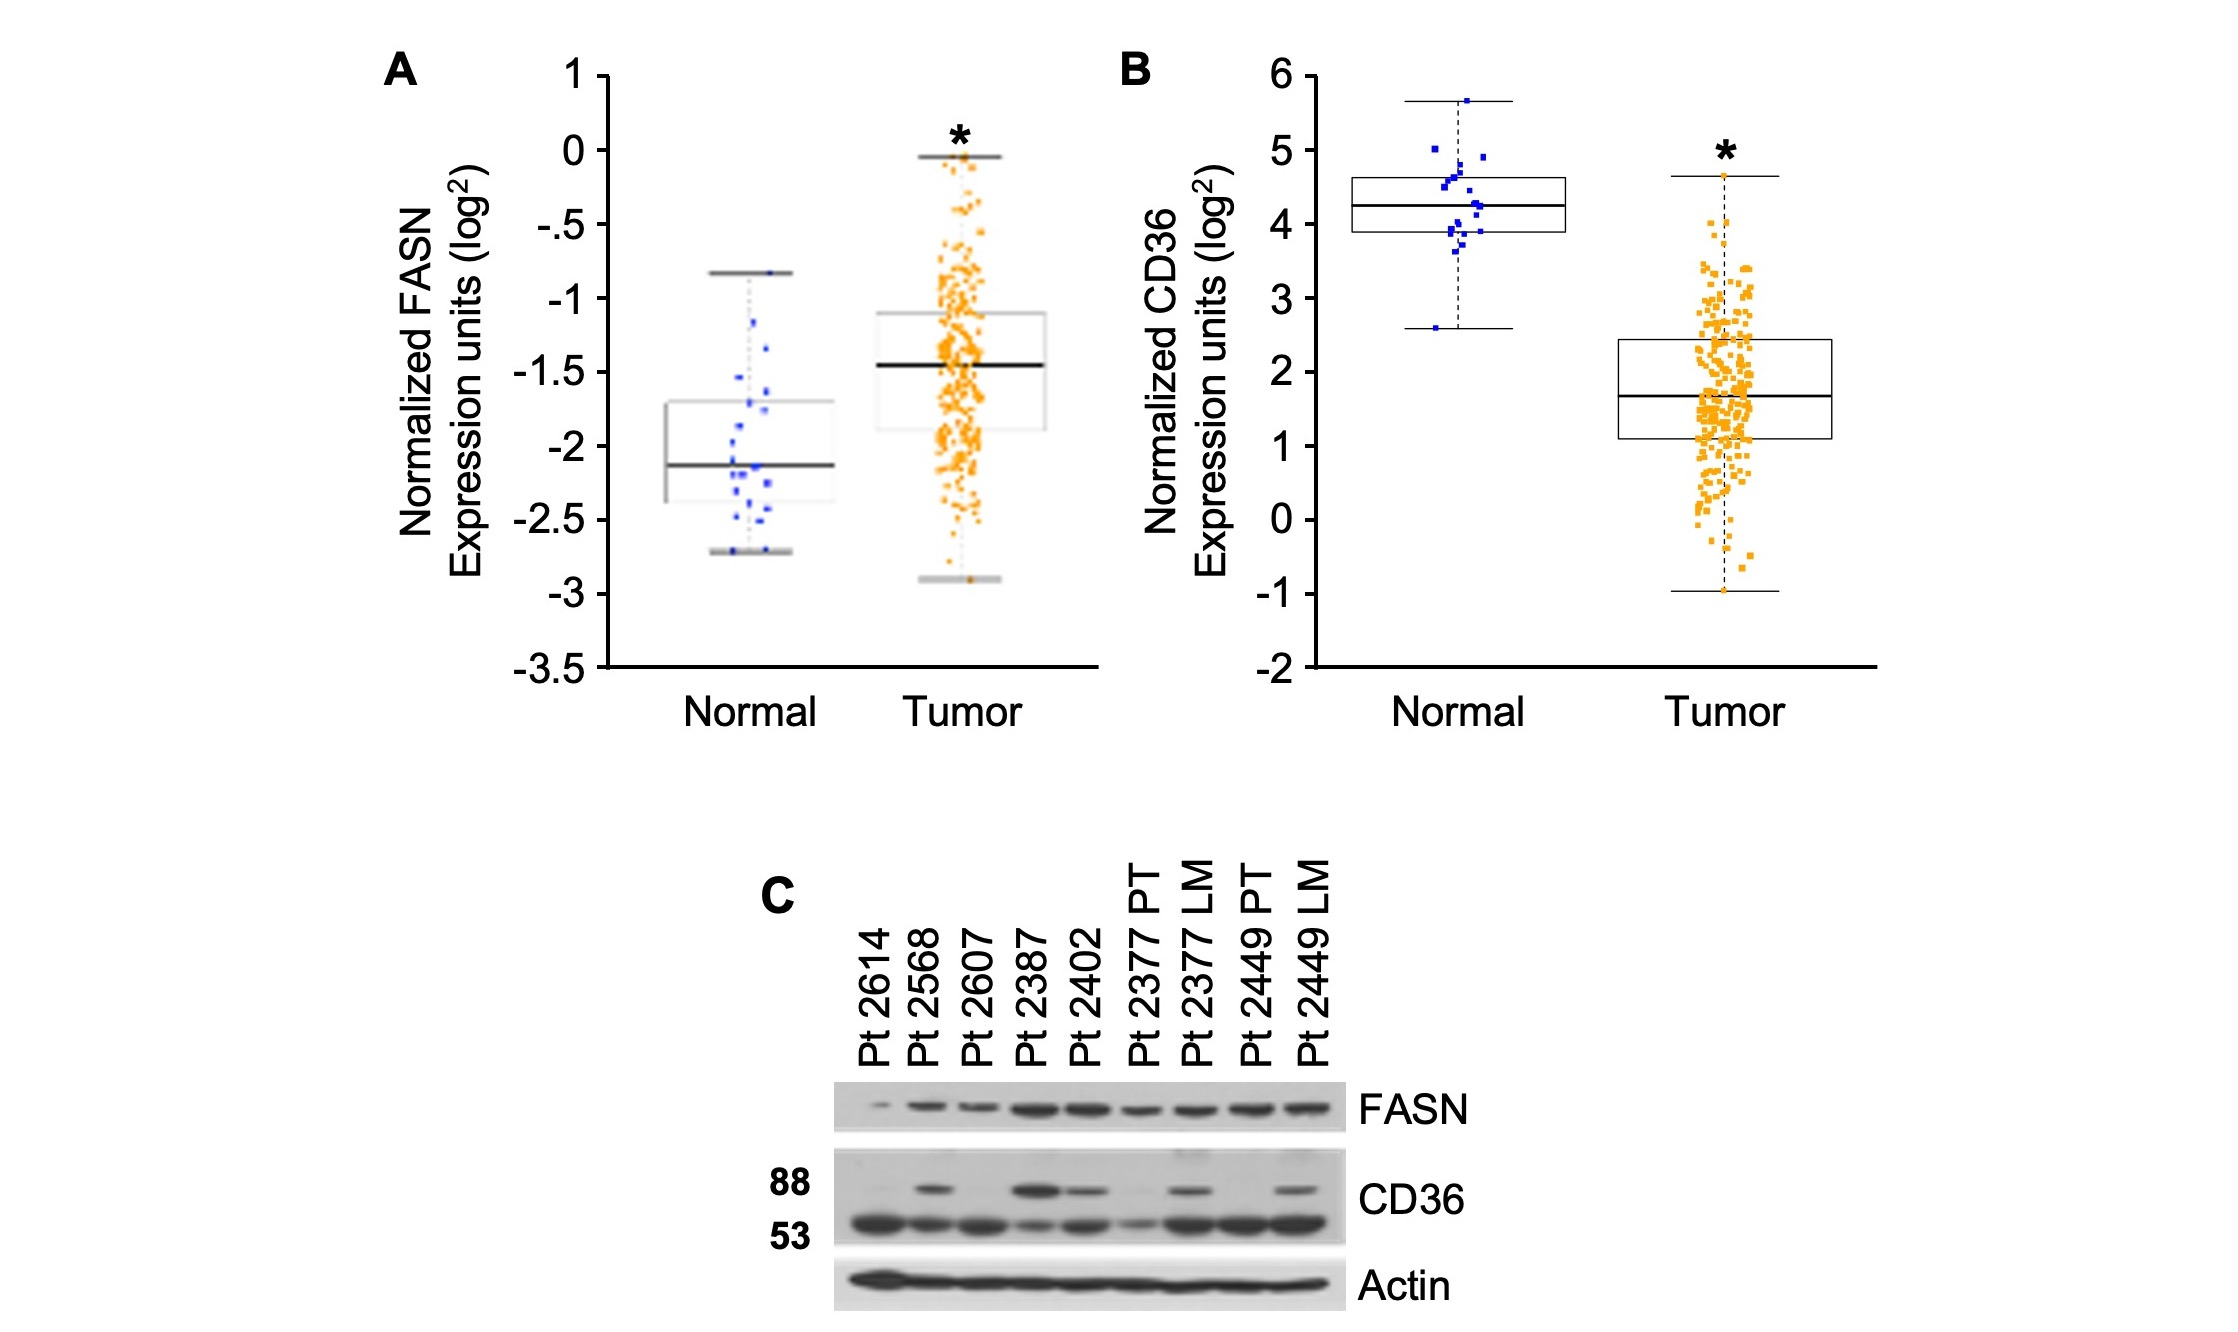 A
Normalized FASN
Expression units (log2)
1
0
-.5
-1
-1.5
-2
-2.5
-3
-3.5
*
Normal
Tumor
B
Normalized CD36
Expression units (log2)
6
5
4
3
2
1
0
-1
-2
*
Normal
Tumor
C
Pt 2614
Pt 2568
Pt 2607
Pt 2387
Pt 2402
Pt 2377 PT
Pt 2377 LM
Pt 2449 PT
Pt 2449 LM
FASN
88
53
CD36
Actin